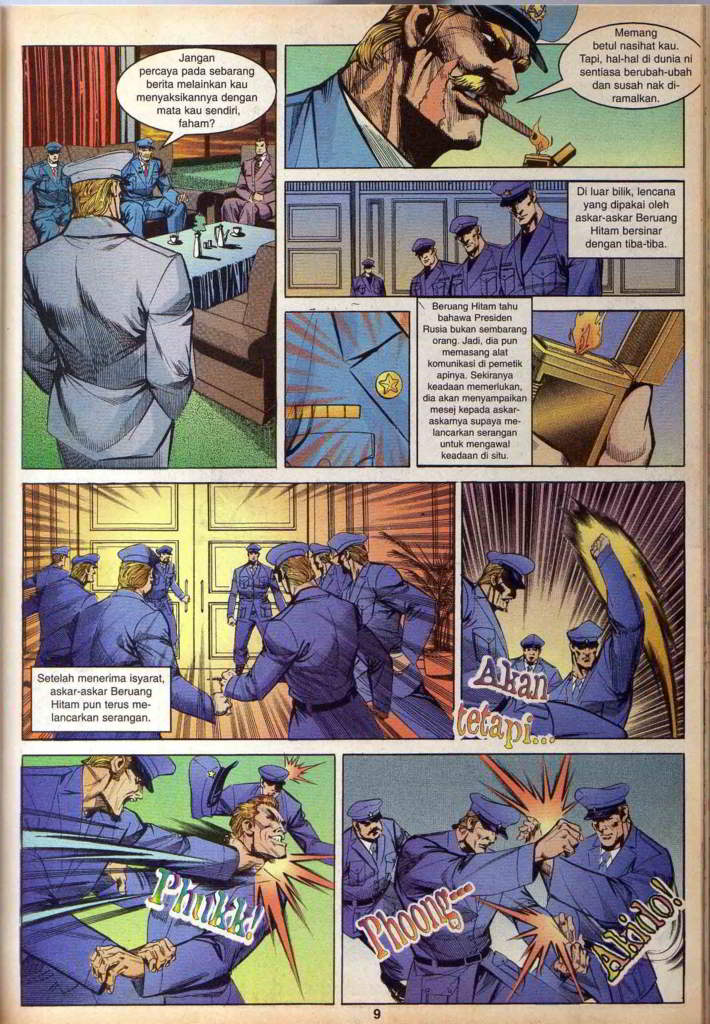 Jangan
percaya pada sebarang
berita melainkan kau
menyaksikannya dengan
mata kau sendiri,
faham?
Memang
betul nasihat kau.
Tapi, hal-hal di dunia ni
sentiasa berubah-ubah
dan susah nak di-
ramalkan.
Di luar bilik, lencana
yang dipakai oleh
askar-askar Beruang
Hitam bersinar
dengan tiba-tiba.
Beruang Hitam tahu
bahawa Presiden
Rusia bukan sembarang
orang. Jadi, dia pun
memasang alat
komunikasi di pemetik
apinya. Sekiranya
keadaan memerlukan,
dia akan menyampaikan
mesej kepada askar-
askarnya supaya me-
lancarkan serangan
untuk mengawal
keadaan di situ.
Setelah menerima isyarat,
askar-askar Beruang
Hitam pun terus me-
lancarkan serangan.
Akan
tetapi...
Phukk!
Phoong...
Akido!
9